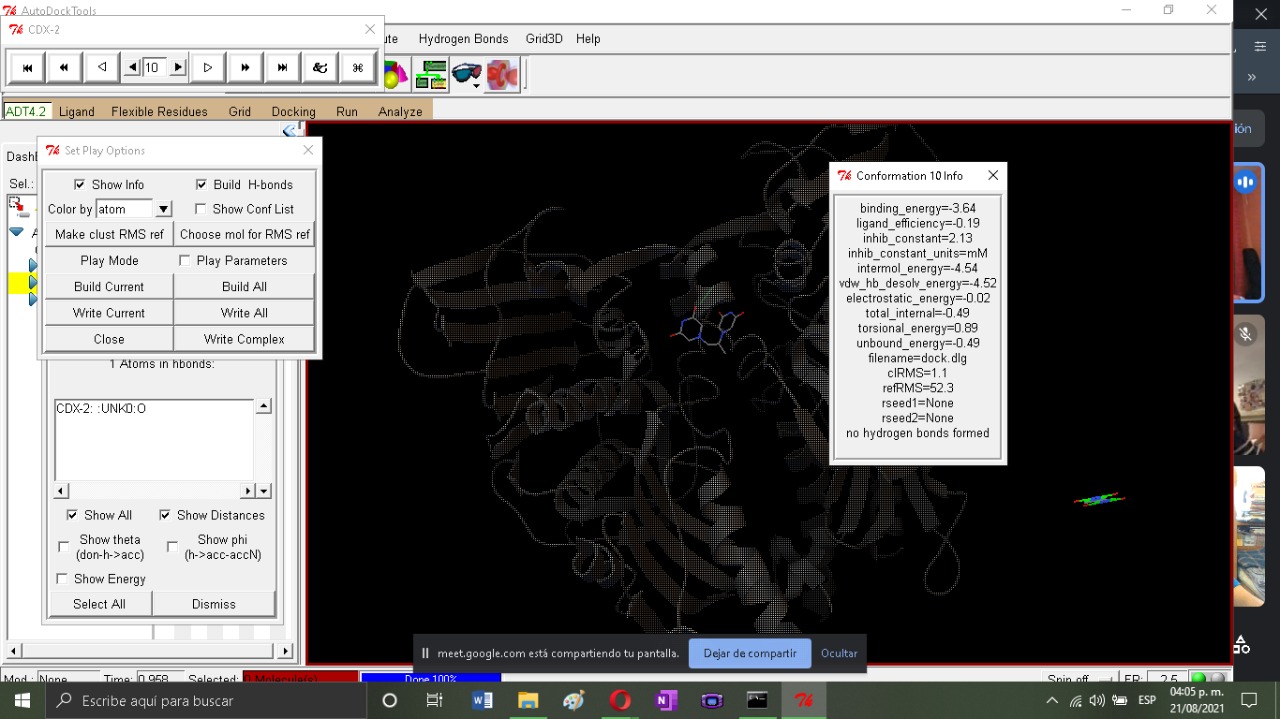 AutoDockTools
CDX-2
ute Hydrogen Bonds Grid3D Help
10
ADT4.2 Ligand Flexible Residues Grid Docking Run Analyze
ión
DashB
Sel.:
Set Play Options
Show Info Build H-bonds
Color by atom Show Conf List
Make clust RMS ref Choose mol for RMS ref
Play Mode Play Parameters
Build Current Build All
Write Current Write All
Close Write Complex
1 Atoms in hbonds:
CDX-2: :UNK0:O
Show All Show Distances
Show theta
(don-h->acc)
Show phi
(h->acc-accN)
Show Energy
Select All Dismiss
Conformation 10 Info
binding_energy=-3.64
ligand_efficiency=-0.19
inhib_constant=2.13
inhib_constant_units=mM
intermol_energy=-4.54
vdw_hb_desolv_energy=-4.52
electrostatic_energy=-0.02
total_internal=-0.49
torsional_energy=0.89
unbound_energy=-0.49
filename=dock.dlg
clRMS=1.1
refRMS=52.3
rseed1=None
rseed2=None
no hydrogen bonds formed
meet.google.com está compartiendo tu pantalla. Dejar de compartir Ocultar
Mod.:None Time: 0.958 Selected: 0 Molecule(s) Done 100% Spin off FR: 2.5
Escribe aquí para buscar
ESP
04:05 p. m.
21/08/2021